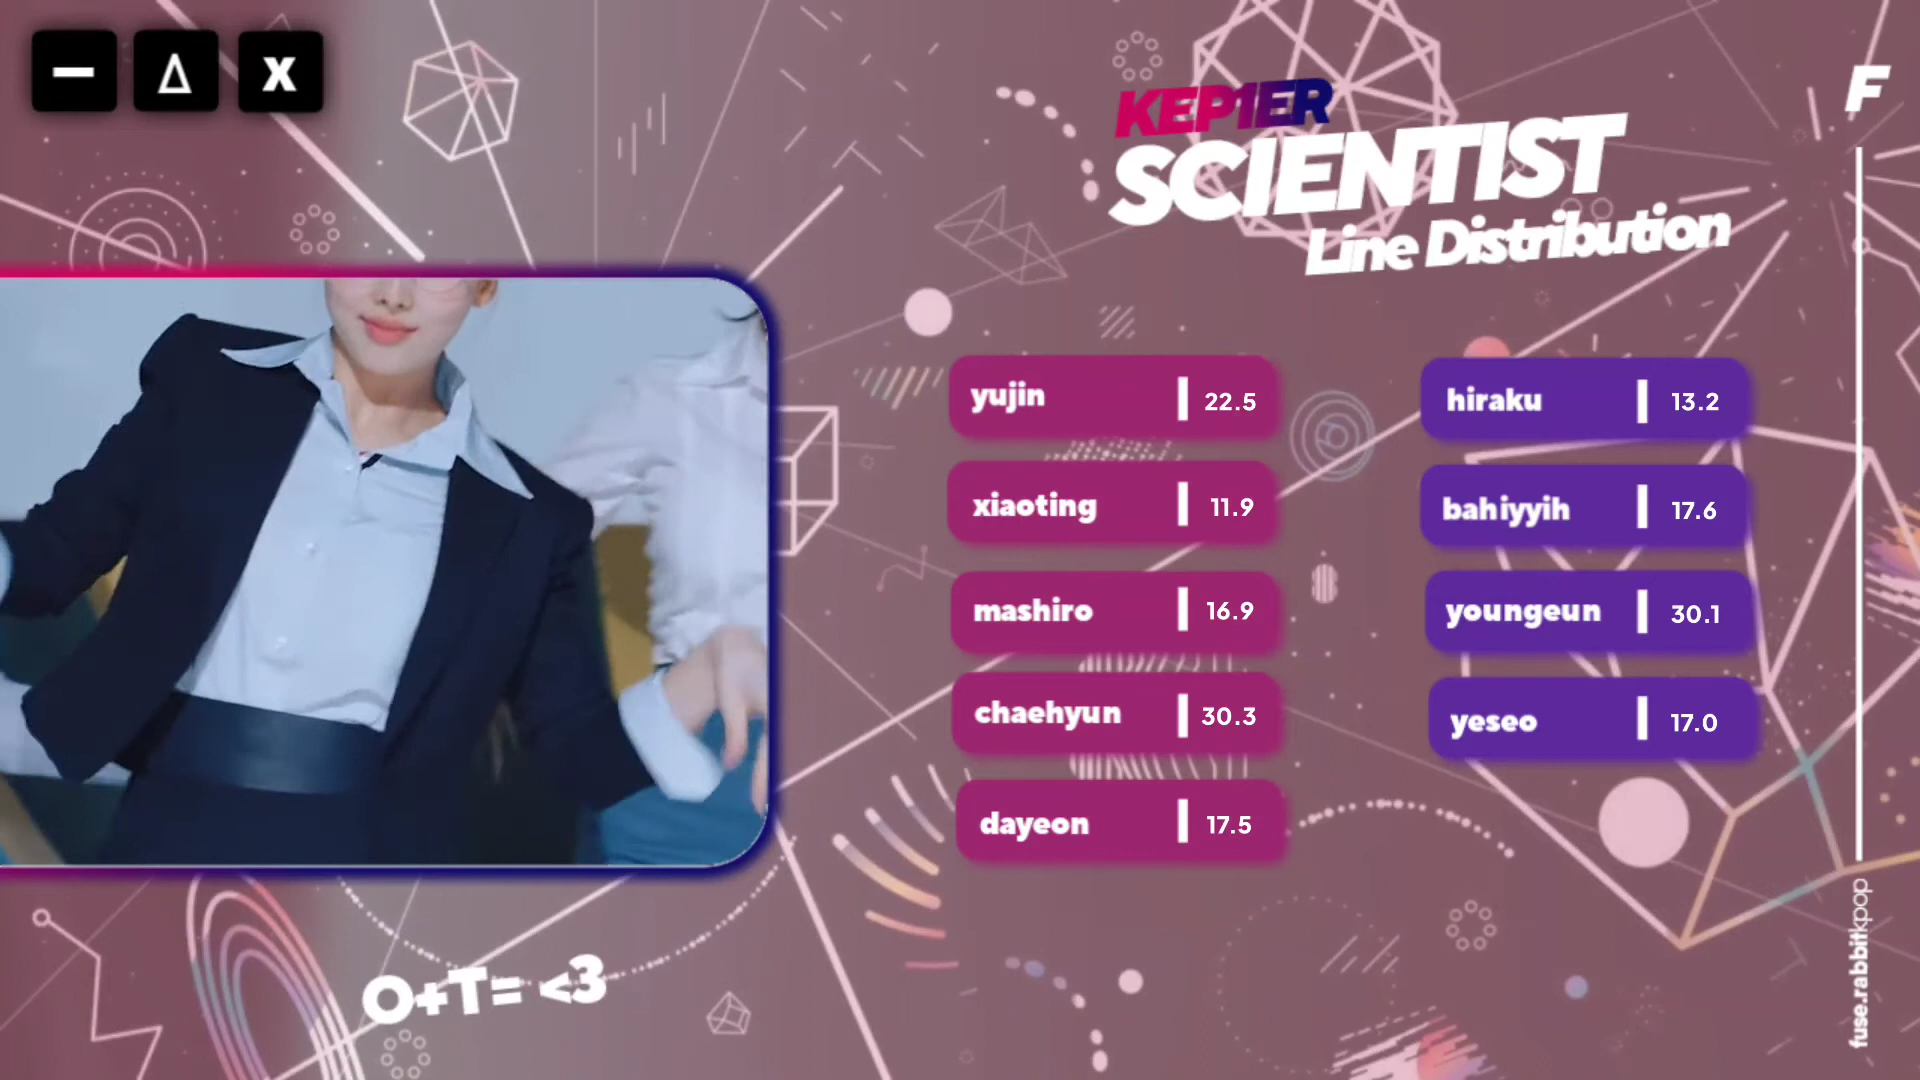 KEP1ER
SCIENTIST
Line Distribution
F
yujin 22.5
xiaoting 11.9
mashiro 16.9
chaehyun 30.3
dayeon 17.5
hiraku 13.2
bahiyyih 17.6
youngeun 30.1
yeseo 17.0
O+T= <3
fuse.rabbitkpop